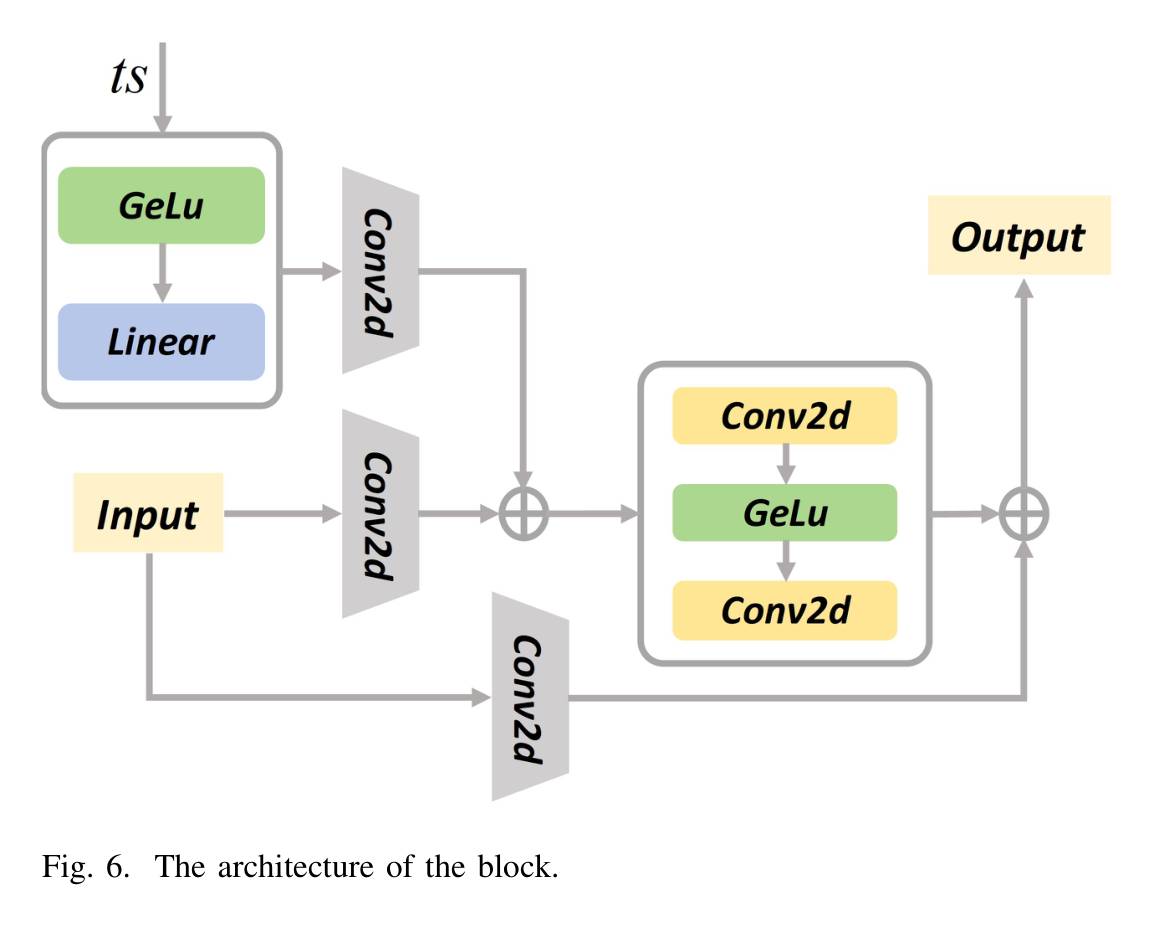 ts
GeLu
Linear
Conv2d
Input
Conv2d
Conv2d
Conv2d
GeLu
Conv2d
Output
Fig. 6. The architecture of the block.